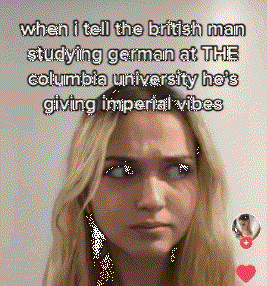 when i tell the british man
studying german at THE
columbia university he's
giving imperial vibes